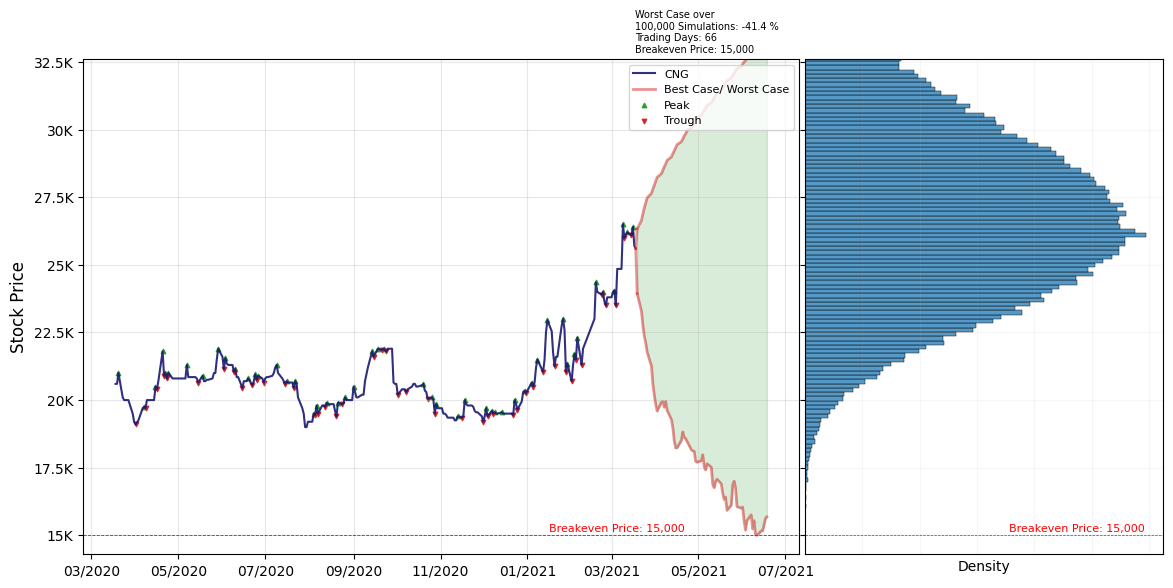 Worst Case over
100,000 Simulations: -41.4 %
Trading Days: 66
Breakeven Price: 15,000
CNG
Best Case/ Worst Case
Peak
Trough
Stock Price
32.5K
30K
27.5K
25K
22.5K
20K
17.5K
15K
Breakeven Price: 15,000
Breakeven Price: 15,000
03/2020 05/2020 07/2020 09/2020 11/2020 01/2021 03/2021 05/2021 07/2021
Density